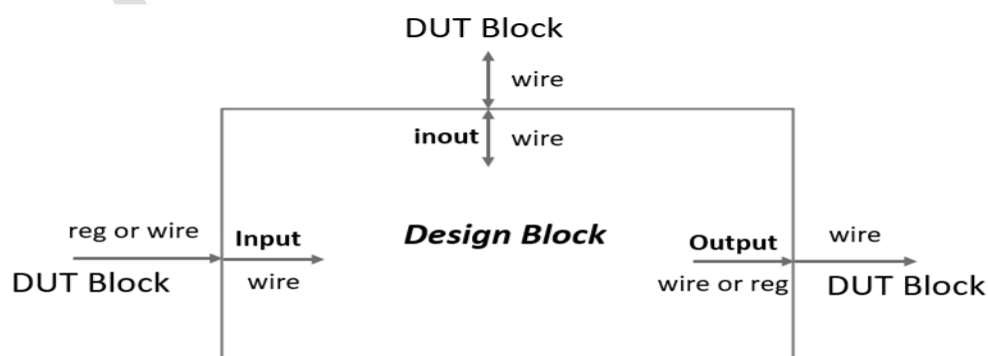 DUT Block
wire
inout wire
reg or wire
Input
Design Block
Output
wire
DUT Block
wire
wire or reg
DUT Block